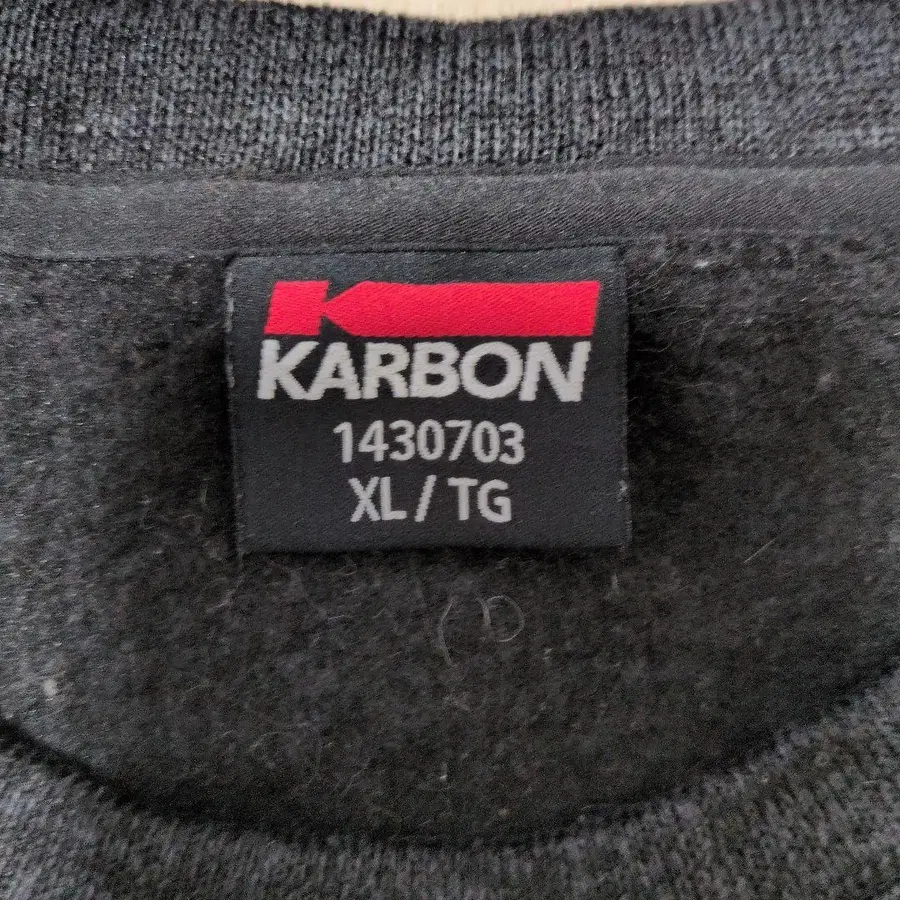 KARBON
1430703
XL / TG